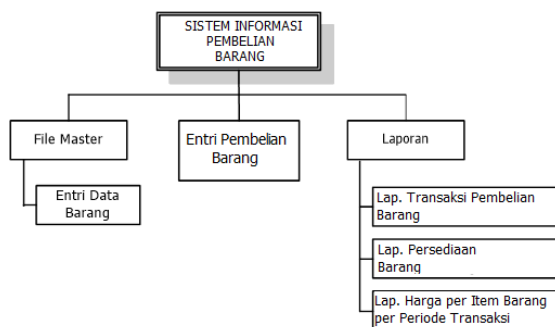 SISTEM INFORMASI
PEMBELIAN
BARANG
File Master
Entri Pembelian
Barang
Laporan
Entri Data
Barang
Lap. Transaksi Pembelian
Barang
Lap. Persediaan
Barang
Lap. Harga per Item Barang
per Periode Transaksi